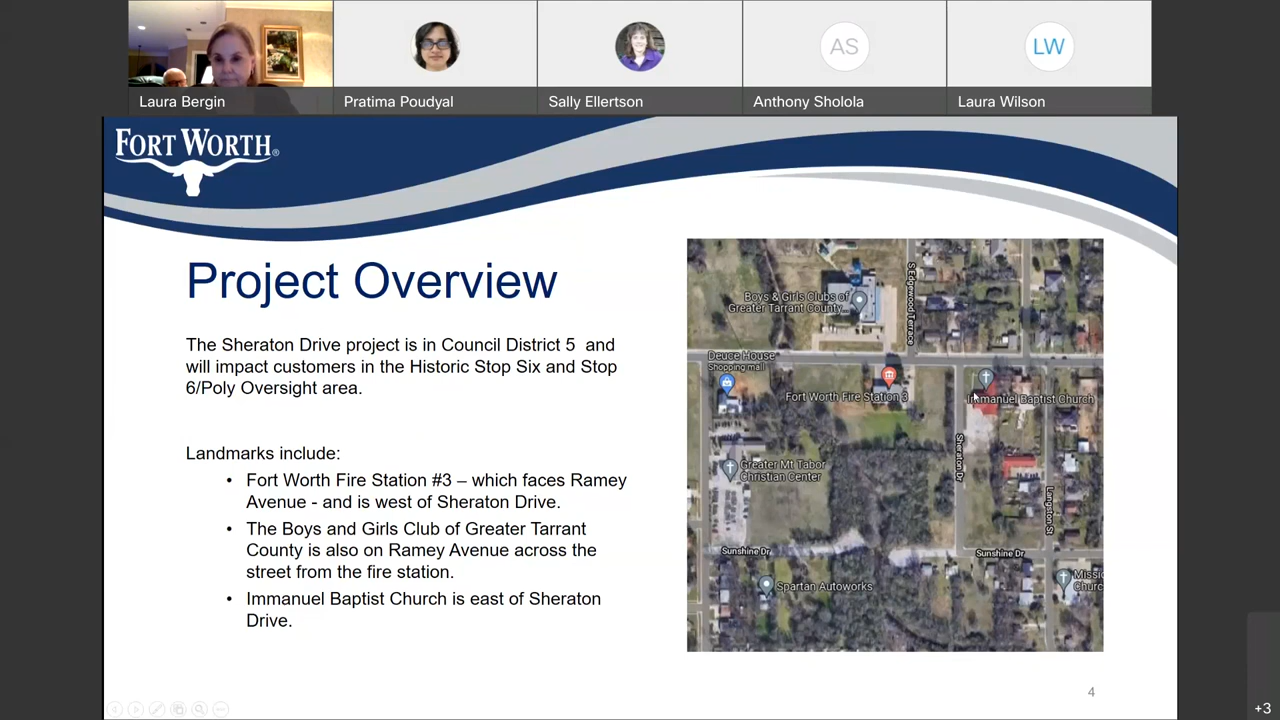 Laura Bergin
Pratima Poudyal
Sally Ellertson
AS
Anthony Sholola
LW
Laura Wilson
FORT WORTH®
Project Overview
The Sheraton Drive project is in Council District 5 and
will impact customers in the Historic Stop Six and Stop
6/Poly Oversight area.
Landmarks include:
• Fort Worth Fire Station #3 – which faces Ramey
Avenue - and is west of Sheraton Drive.
• The Boys and Girls Club of Greater Tarrant
County is also on Ramey Avenue across the
street from the fire station.
• Immanuel Baptist Church is east of Sheraton
Drive.
Boys & Girls Clubs of
Greater Tarrant County...
S Edgewood Terrace
Deuce House
Shopping mall
Fort Worth Fire Station 3
Immanuel Baptist Church
Sheraton Dr
Greater Mt Tabor
Christian Center
Langston St
Sunshine Dr
Sunshine Dr
Spartan Autoworks
Missio
Churc
4
+3